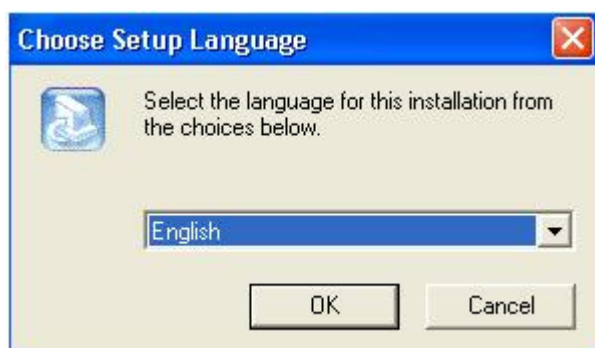 Choose Setup Language
Select the language for this installation from
the choices below.
English
OK
Cancel